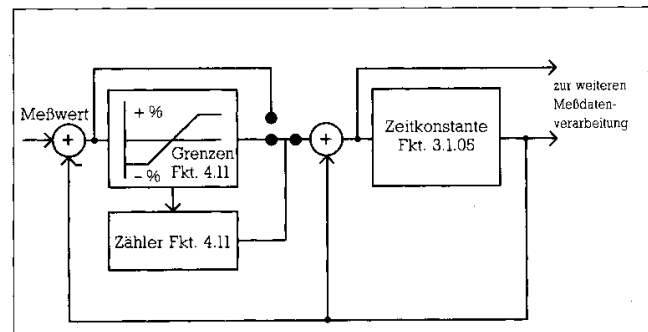 Meßwert
+ %
Grenzen
Fkt. 4.11
- %
Zähler Fkt. 4.11
+
+
Zeitkonstante
Fkt. 3.1.05
zur weiteren
Meßdaten-
verarbeitung